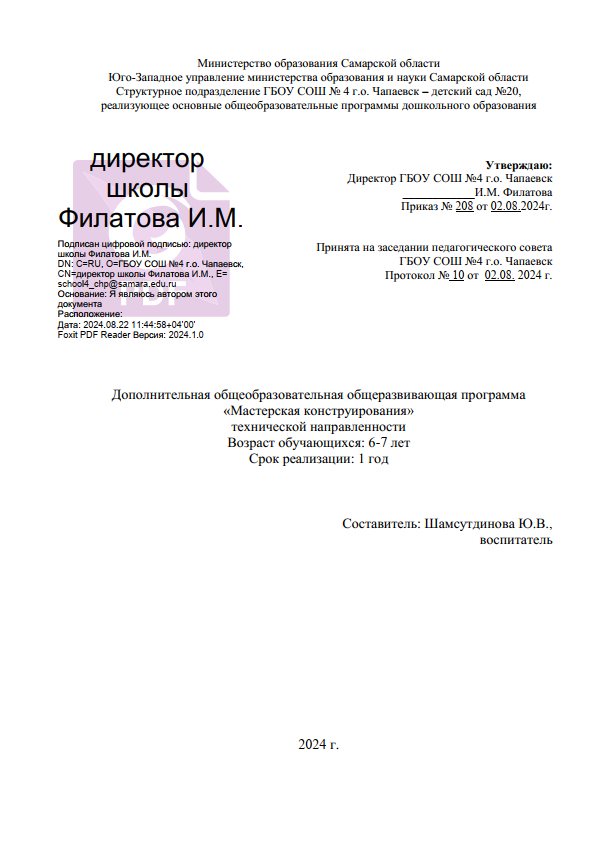 Министерство образования Самарской области
Юго-Западное управление министерства образования и науки Самарской области
Структурное подразделение ГБОУ СОШ № 4 г.о. Чапаевск – детский сад №20,
реализующее основные общеобразовательные программы дошкольного образования
директор
школы
Филатова И.М.
Подписан цифровой подписью: директор
школы Филатова И.М.
DN: C=RU, O=ГБОУ СОШ №4 г.о. Чапаевск,
CN=директор школы Филатова И.М., E=
school4_chp@samara.edu.ru
Основание: Я являюсь автором этого
документа
Расположение:
Дата: 2024.08.22 11:44:58+04'00'
Foxit PDF Reader Версия: 2024.1.0
PDF
Утверждаю:
Директор ГБОУ СОШ №4 г.о. Чапаевск
____________И.М. Филатова
Приказ № 208 от 02.08.2024г.
Принята на заседании педагогического совета
ГБОУ СОШ №4 г.о. Чапаевск
Протокол № 10 от 02.08. 2024 г.
Дополнительная общеобразовательная общеразвивающая программа
«Мастерская конструирования»
технической направленности
Возраст обучающихся: 6-7 лет
Срок реализации: 1 год
Составитель: Шамсутдинова Ю.В.,
воспитатель
2024 г.